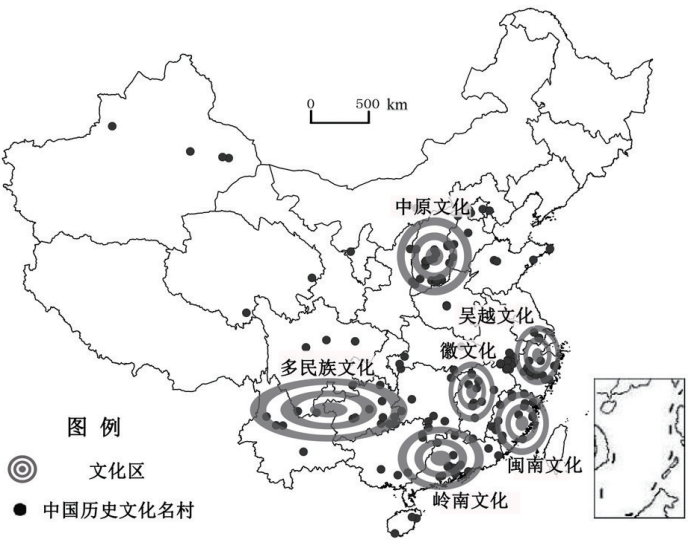 0 500 km
中原文化
吴越文化
徽文化
多民族文化
图 例
文化区
闽南文化
岭南文化
中国历史文化名村